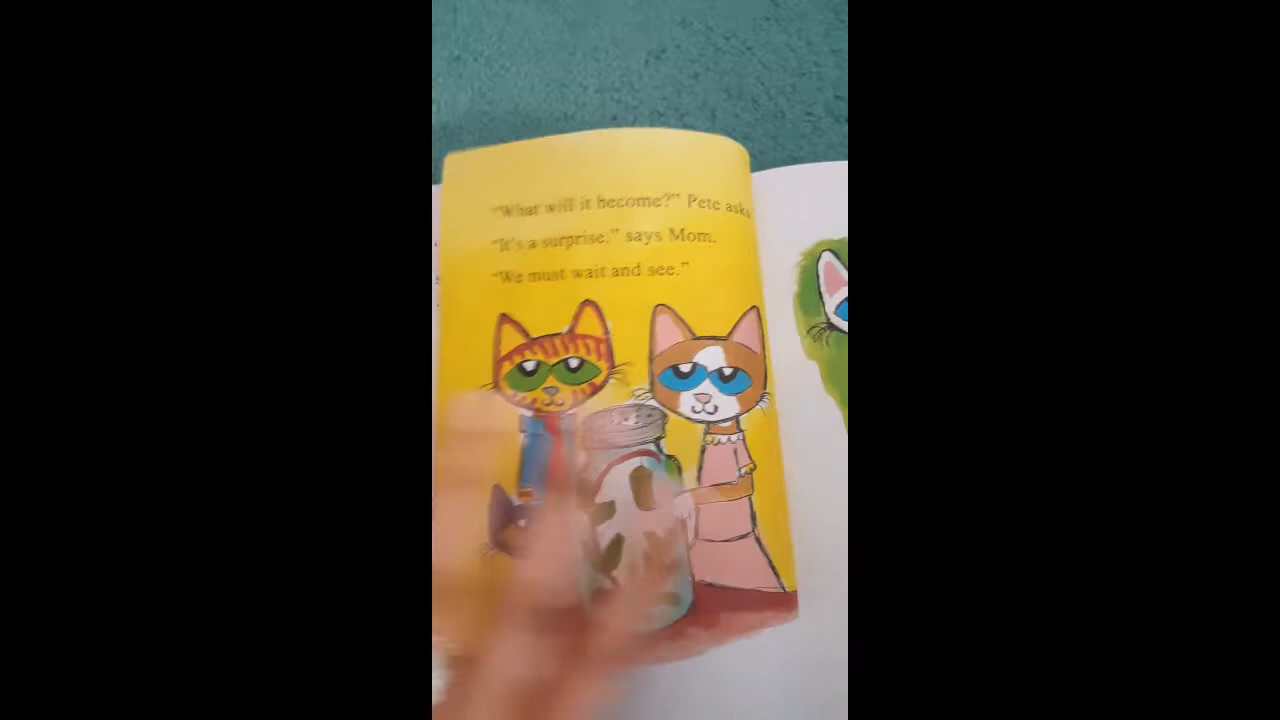 "What will it become?" Pete asks
"It's a surprise," says Mom.
"We must wait and see."